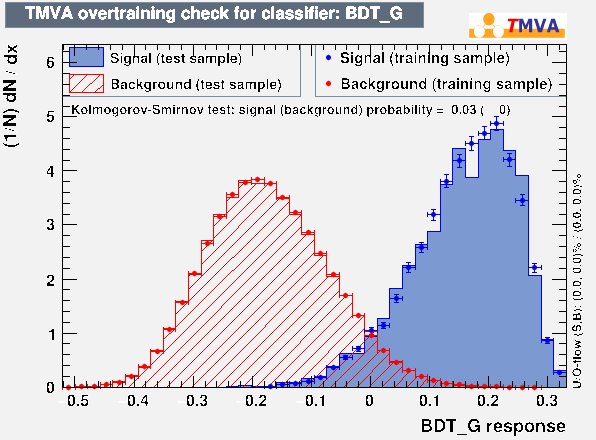 TMVA overtraining check for classifier: BDT_G
TMVA
(1/N) dN / dx
6
5
4
3
2
1
0
Signal (test sample)
Background (test sample)
Signal (training sample)
Background (training sample)
Kolmogorov-Smirnov test: signal (background) probability = 0.03 ( 0)
U/O-flow (S,B): (0.0, 0.0)% / (0.0, 0.0)%
-0.5 -0.4 -0.3 -0.2 -0.1 0 0.1 0.2 0.3
BDT_G response